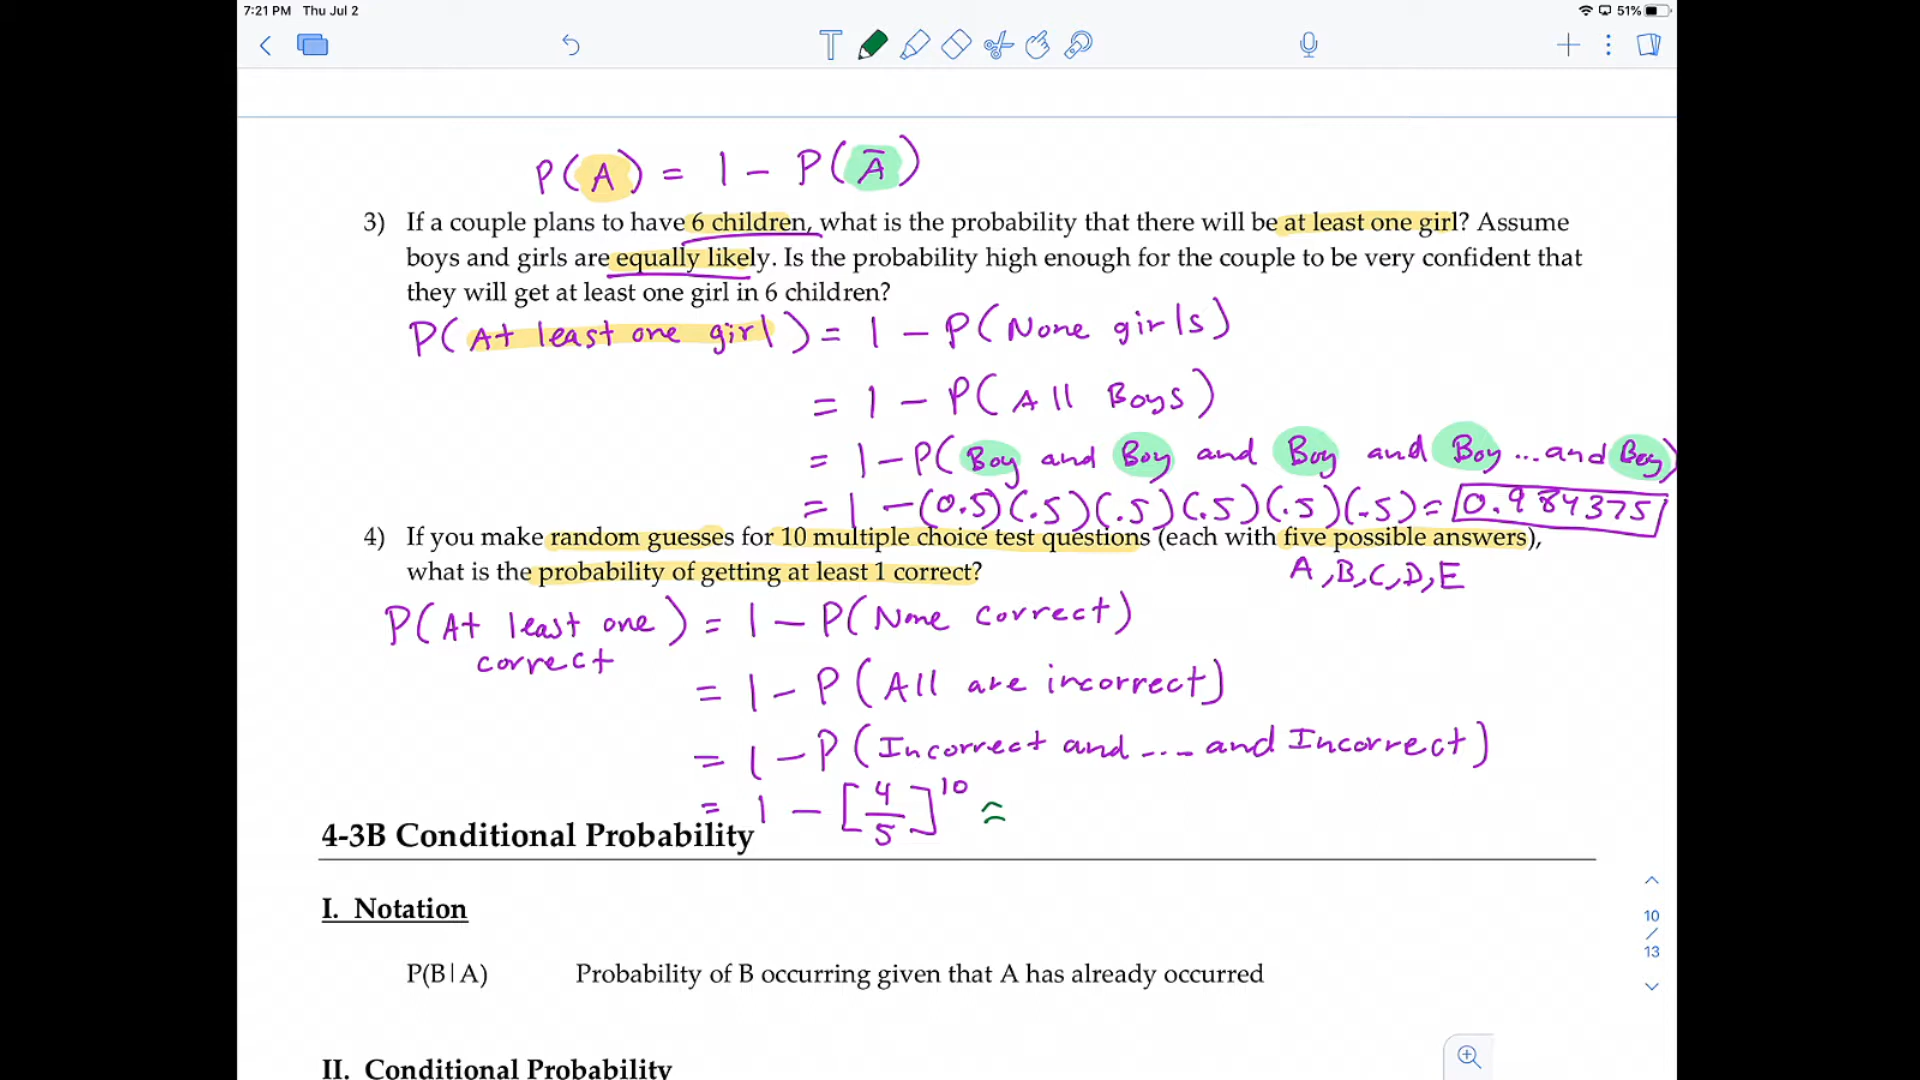 7:21 PM Thu Jul 2
51%
P(A) = 1 - P(Ā)
3) If a couple plans to have 6 children, what is the probability that there will be at least one girl? Assume
boys and girls are equally likely. Is the probability high enough for the couple to be very confident that
they will get at least one girl in 6 children?
P(At least one girl) = 1 - P(None girls)
= 1 - P(All Boys)
= 1 - P(Boy and Boy and Boy and Boy ... and Boy)
= 1 - (0.5)(.5)(.5)(.5)(.5)(.5) = 0.984375
4) If you make random guesses for 10 multiple choice test questions (each with five possible answers),
what is the probability of getting at least 1 correct?
A, B, C, D, E
P(At least one correct) = 1 - P(None correct)
= 1 - P(All are incorrect)
= 1 - P(Incorrect and .... and Incorrect)
= 1 - [4/5]^10 ≈
4-3B Conditional Probability
I. Notation
P(B|A) Probability of B occurring given that A has already occurred
II. Conditional Probability
10
/
13